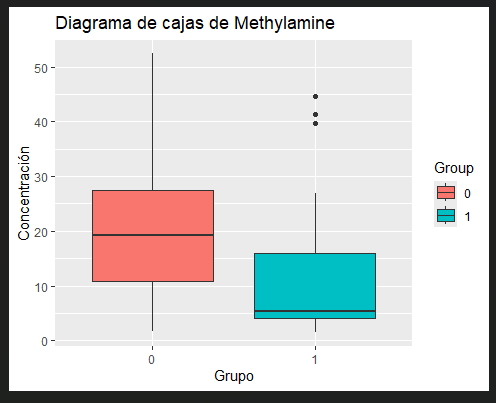 Diagrama de cajas de Methylamine
Concentración
50
40
30
20
10
0
0
1
Grupo
Group
0
1